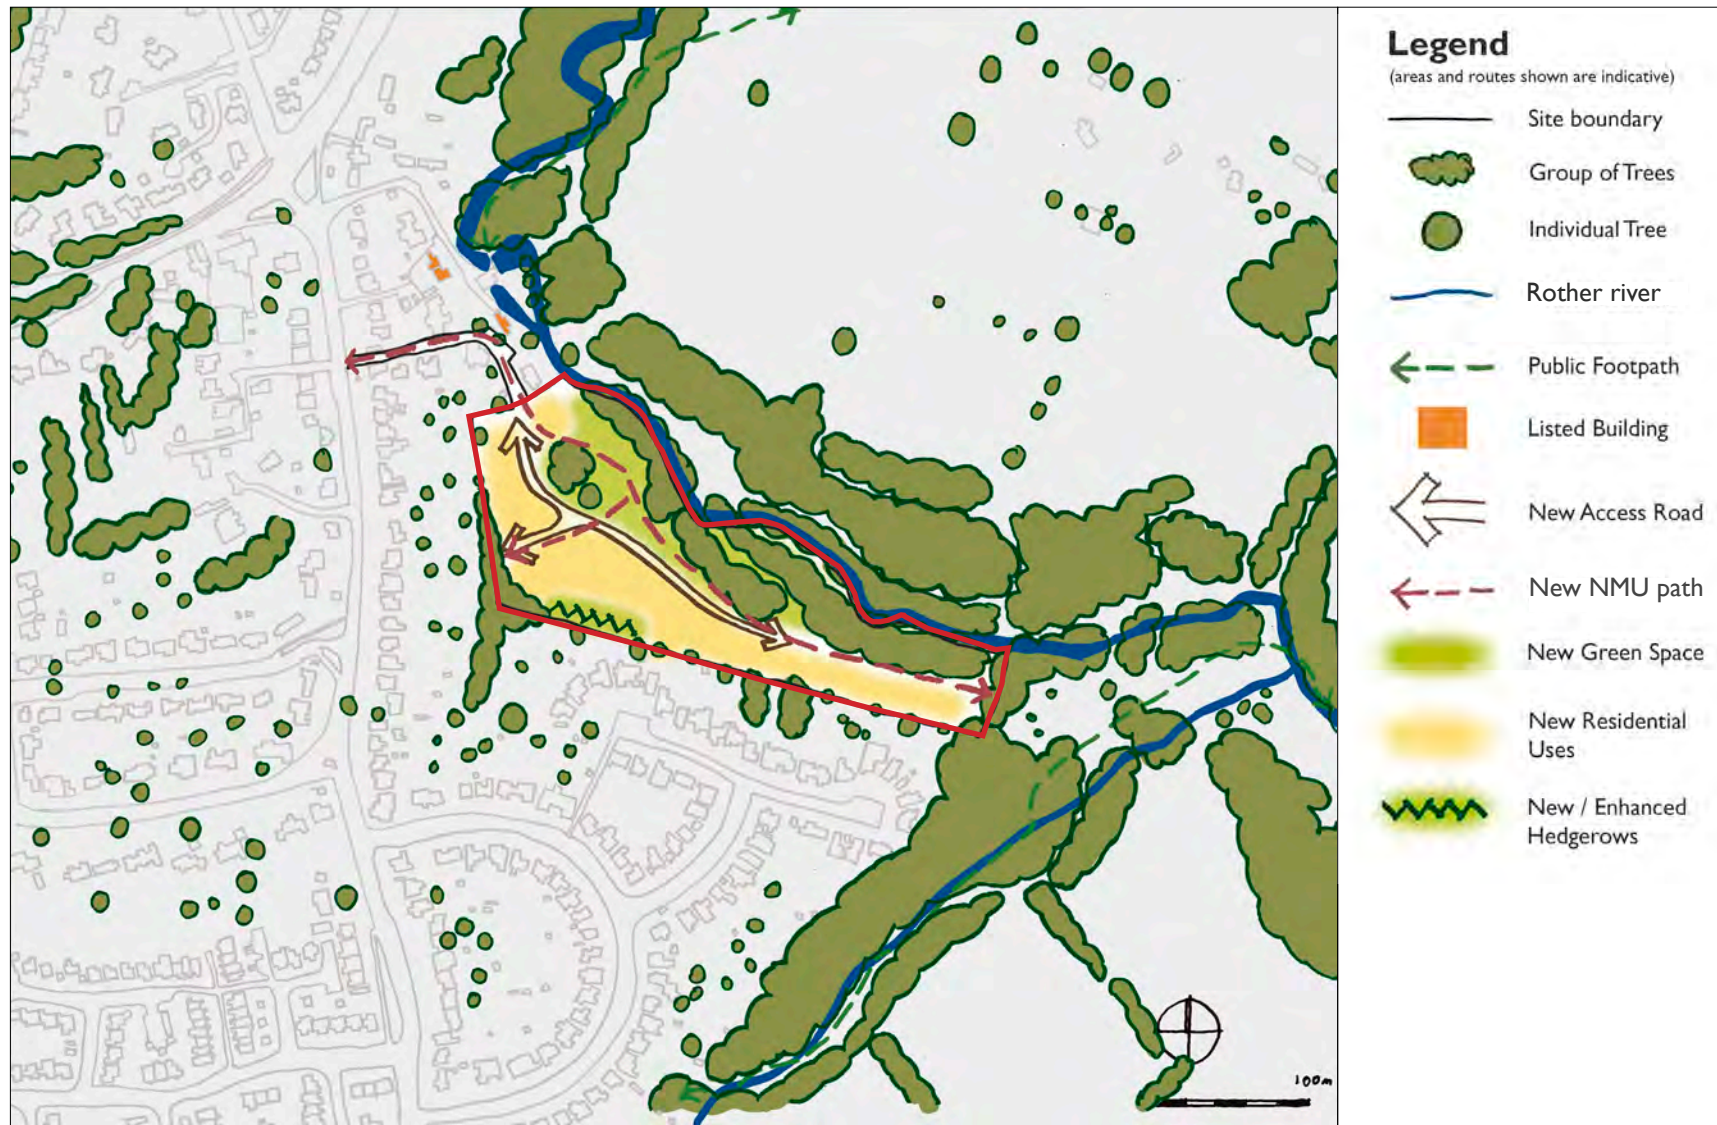 Legend
(areas and routes shown are indicative)
Site boundary
Group of Trees
Individual Tree
Rother river
Public Footpath
Listed Building
New Access Road
New NMU path
New Green Space
New Residential
Uses
New / Enhanced
Hedgerows
100m